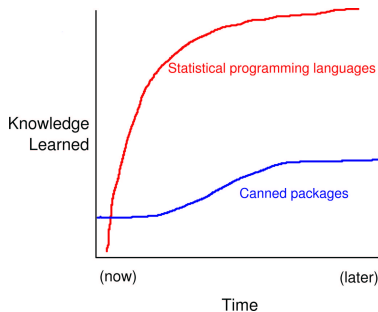 Statistical programming languages
Knowledge
Learned
Canned packages
(now)
(later)
Time